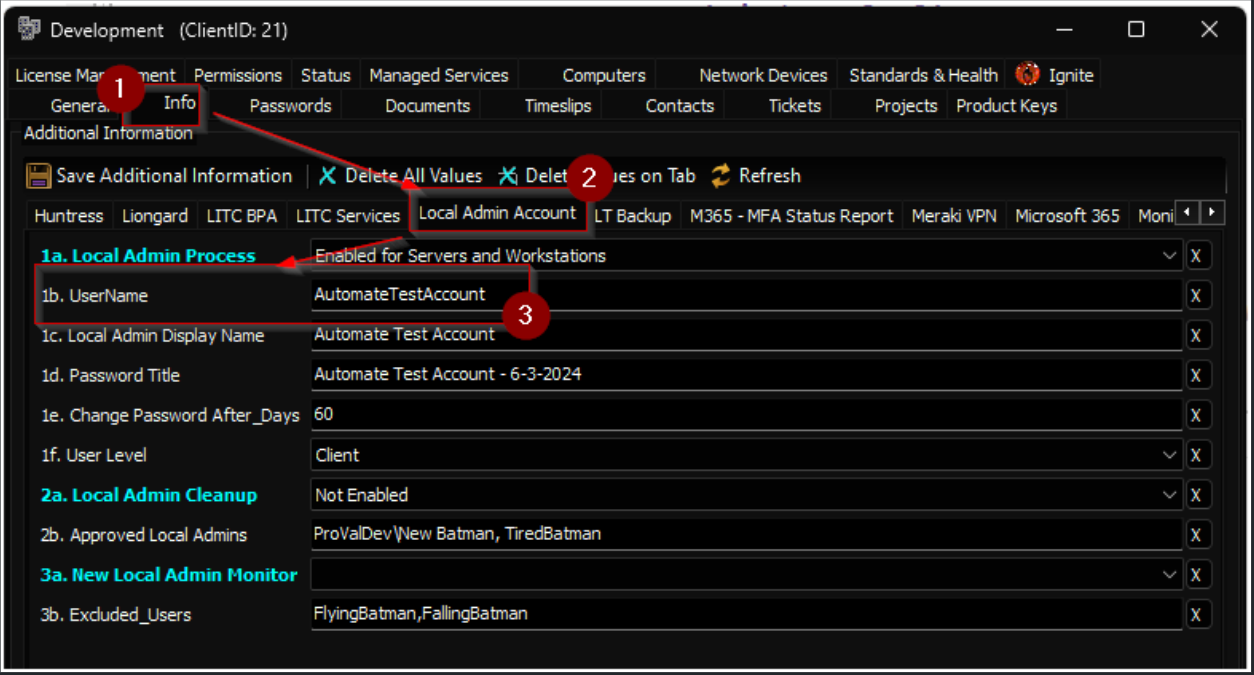 Development (ClientID: 21)
License Man ment Permissions Status Managed Services Computers Network Devices Standards & Health Ignite
1
Genera Info Passwords Documents Timeslips Contacts Tickets Projects Product Keys
Additional Information
2
Save Additional Information X Delete All Values Delet ues on Tab Refresh
Huntress Liongard LITC BPA LITC Services Local Admin Account LT Backup M365 - MFA Status Report Meraki VPN Microsoft 365 Moni
1a. Local Admin Process Enabled for Servers and Workstations X
1b. UserName AutomateTestAccount X
3
1c. Local Admin Display Name Automate Test Account X
1d. Password Title Automate Test Account - 6-3-2024 X
1e. Change Password After_Days 60 X
1f. User Level Client X
2a. Local Admin Cleanup Not Enabled X
2b. Approved Local Admins ProValDev\New Batman, TiredBatman X
3a. New Local Admin Monitor X
3b. Excluded_Users FlyingBatman,FallingBatman X